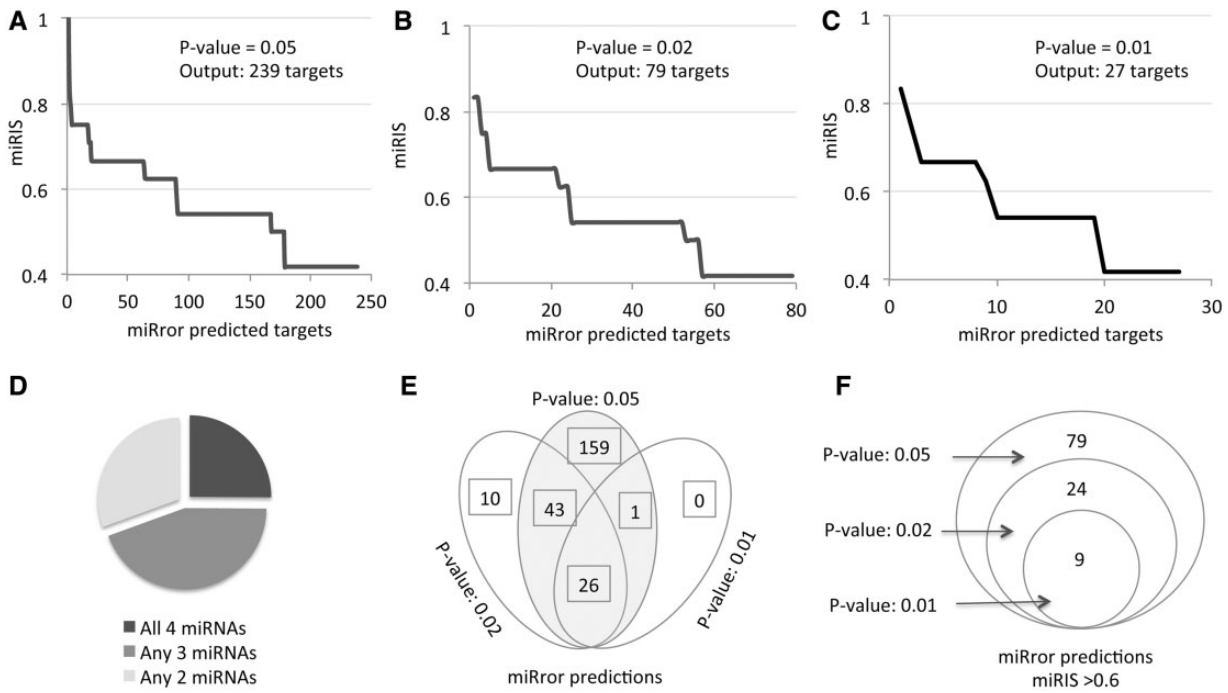 A
P-value = 0.05
Output: 239 targets
miRIS
1
0.8
0.6
0.4
0 50 100 150 200 250
miRror predicted targets
B
P-value = 0.02
Output: 79 targets
miRIS
1
0.8
0.6
0.4
0 20 40 60 80
miRror predicted targets
C
P-value = 0.01
Output: 27 targets
miRIS
1
0.8
0.6
0.4
0 10 20 30
miRror predicted targets
D
All 4 miRNAs
Any 3 miRNAs
Any 2 miRNAs
E
P-value: 0.05
159
10
43
1
0
26
P-value: 0.02
P-value: 0.01
miRror predictions
F
P-value: 0.05
79
24
P-value: 0.02
9
P-value: 0.01
miRror predictions
miRIS >0.6